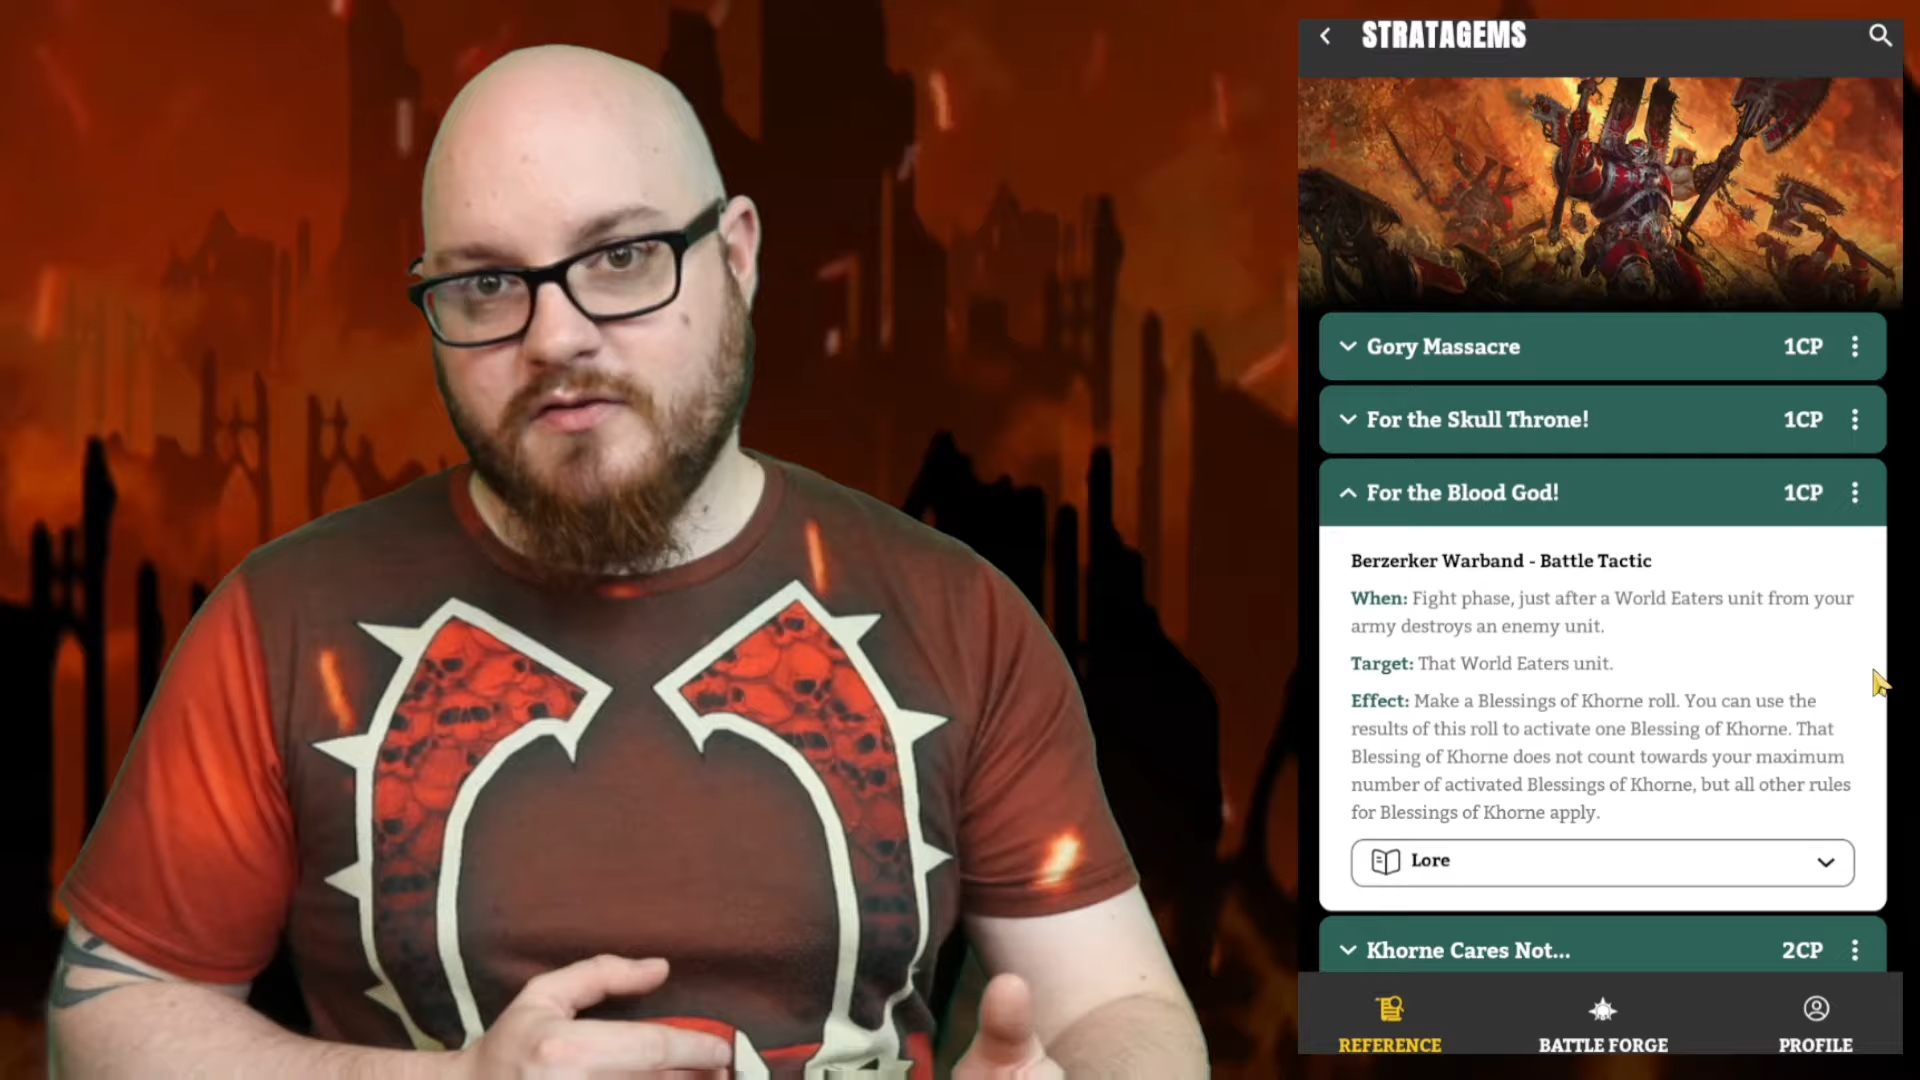 STRATAGEMS
Gory Massacre 1CP
For the Skull Throne! 1CP
For the Blood God! 1CP
Berzerker Warband - Battle Tactic
When: Fight phase, just after a World Eaters unit from your
army destroys an enemy unit.
Target: That World Eaters unit.
Effect: Make a Blessings of Khorne roll. You can use the
results of this roll to activate one Blessing of Khorne. That
Blessing of Khorne does not count towards your maximum
number of activated Blessings of Khorne, but all other rules
for Blessings of Khorne apply.
Lore
Khorne Cares Not... 2CP
REFERENCE BATTLE FORGE PROFILE